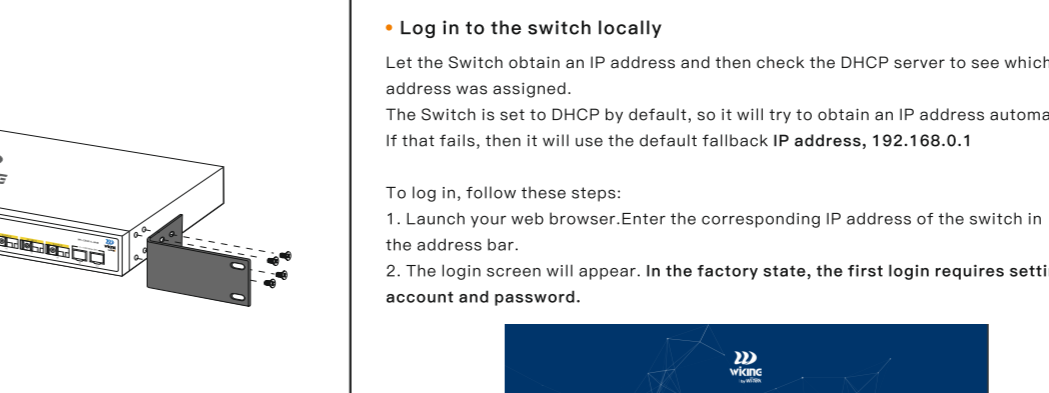 • Log in to the switch locally
Let the Switch obtain an IP address and then check the DHCP server to see which
address was assigned.
The Switch is set to DHCP by default, so it will try to obtain an IP address automa
If that fails, then it will use the default fallback IP address, 192.168.0.1
To log in, follow these steps:
1. Launch your web browser.Enter the corresponding IP address of the switch in
the address bar.
2. The login screen will appear. In the factory state, the first login requires setti
account and password.
wiking
by WITEK